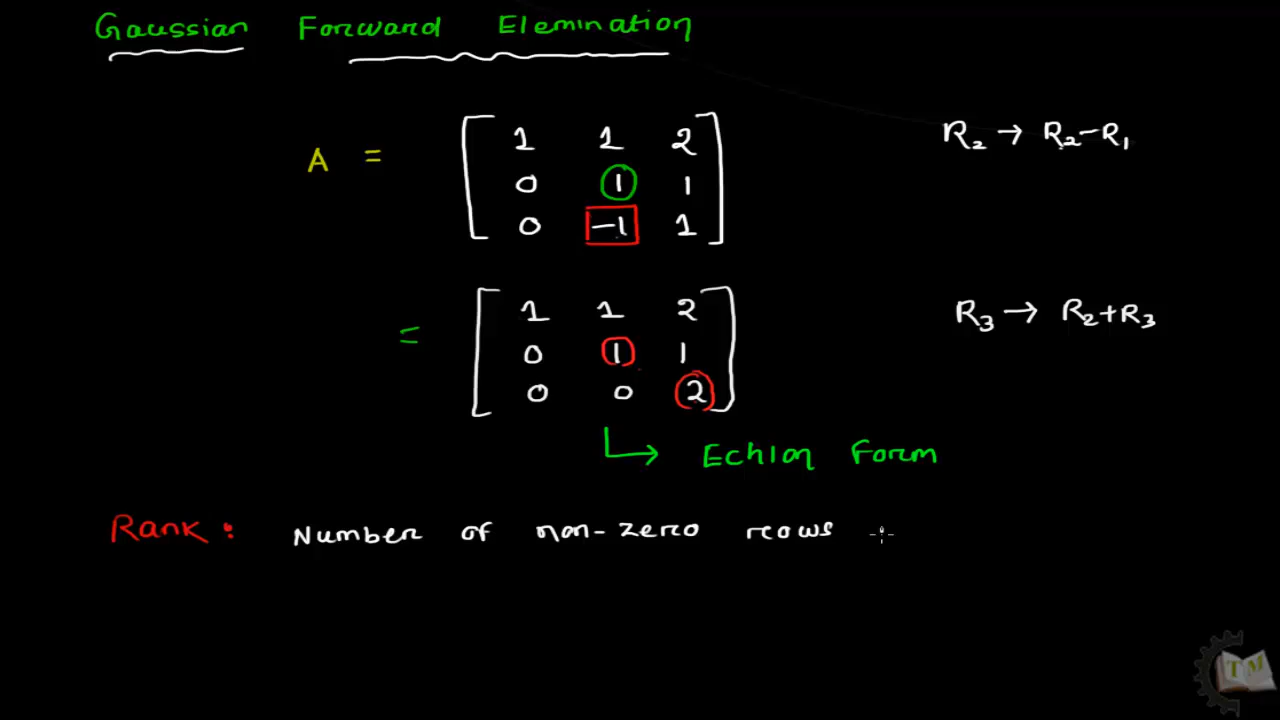 Gaussian Forward Elemination
A = [ 1 1 2
0 1 1
0 -1 1 ] R₂ → R₂-R₁
= [ 1 1 2
0 1 1
0 0 2 ] R₃ → R₂+R₃
Echlon Form
Rank: Number of non-zero rows
TM